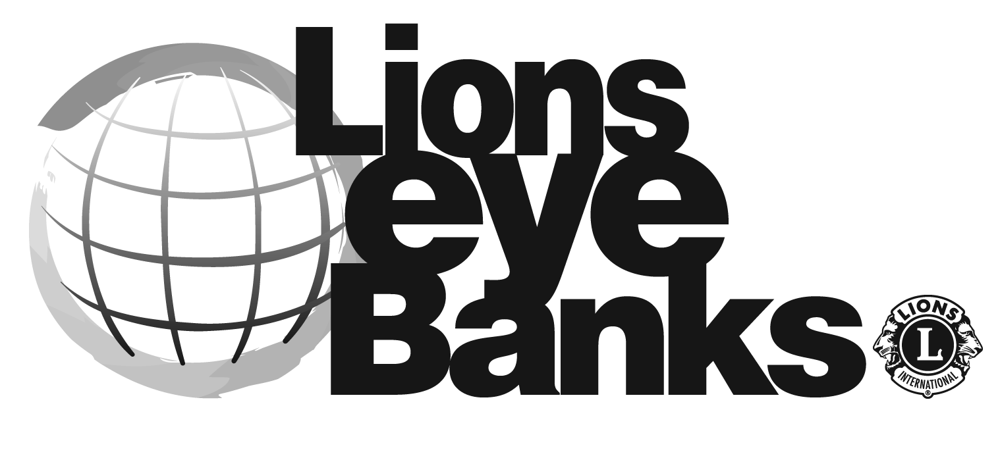 Lions
eye
Banks
LIONS
L
INTERNATIONAL
®